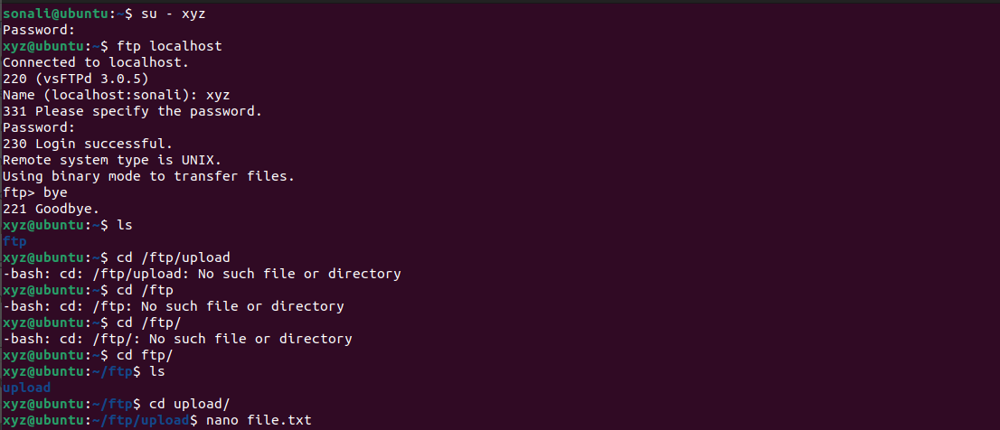 sonali@ubuntu:~$ su - xyz
Password:
xyz@ubuntu:~$ ftp localhost
Connected to localhost.
220 (vsFTPd 3.0.5)
Name (localhost:sonali): xyz
331 Please specify the password.
Password:
230 Login successful.
Remote system type is UNIX.
Using binary mode to transfer files.
ftp> bye
221 Goodbye.
xyz@ubuntu:~$ ls
ftp
xyz@ubuntu:~$ cd /ftp/upload
-bash: cd: /ftp/upload: No such file or directory
xyz@ubuntu:~$ cd /ftp
-bash: cd: /ftp: No such file or directory
xyz@ubuntu:~$ cd /ftp/
-bash: cd: /ftp/: No such file or directory
xyz@ubuntu:~$ cd ftp/
xyz@ubuntu:~/ftp$ ls
upload
xyz@ubuntu:~/ftp$ cd upload/
xyz@ubuntu:~/ftp/upload$ nano file.txt